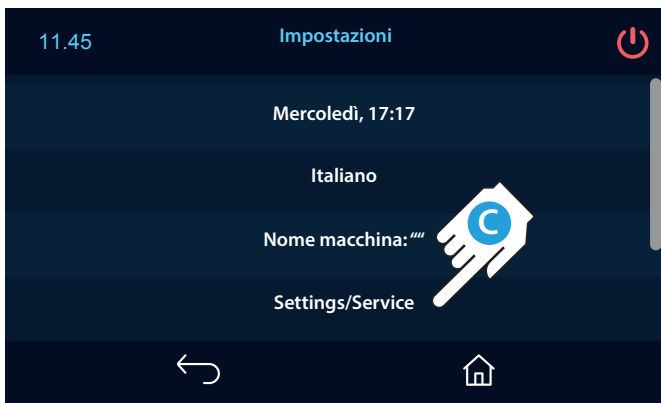 11.45
Impostazioni
Mercoledì, 17:17
Italiano
Nome macchina: ""
C
Settings/Service